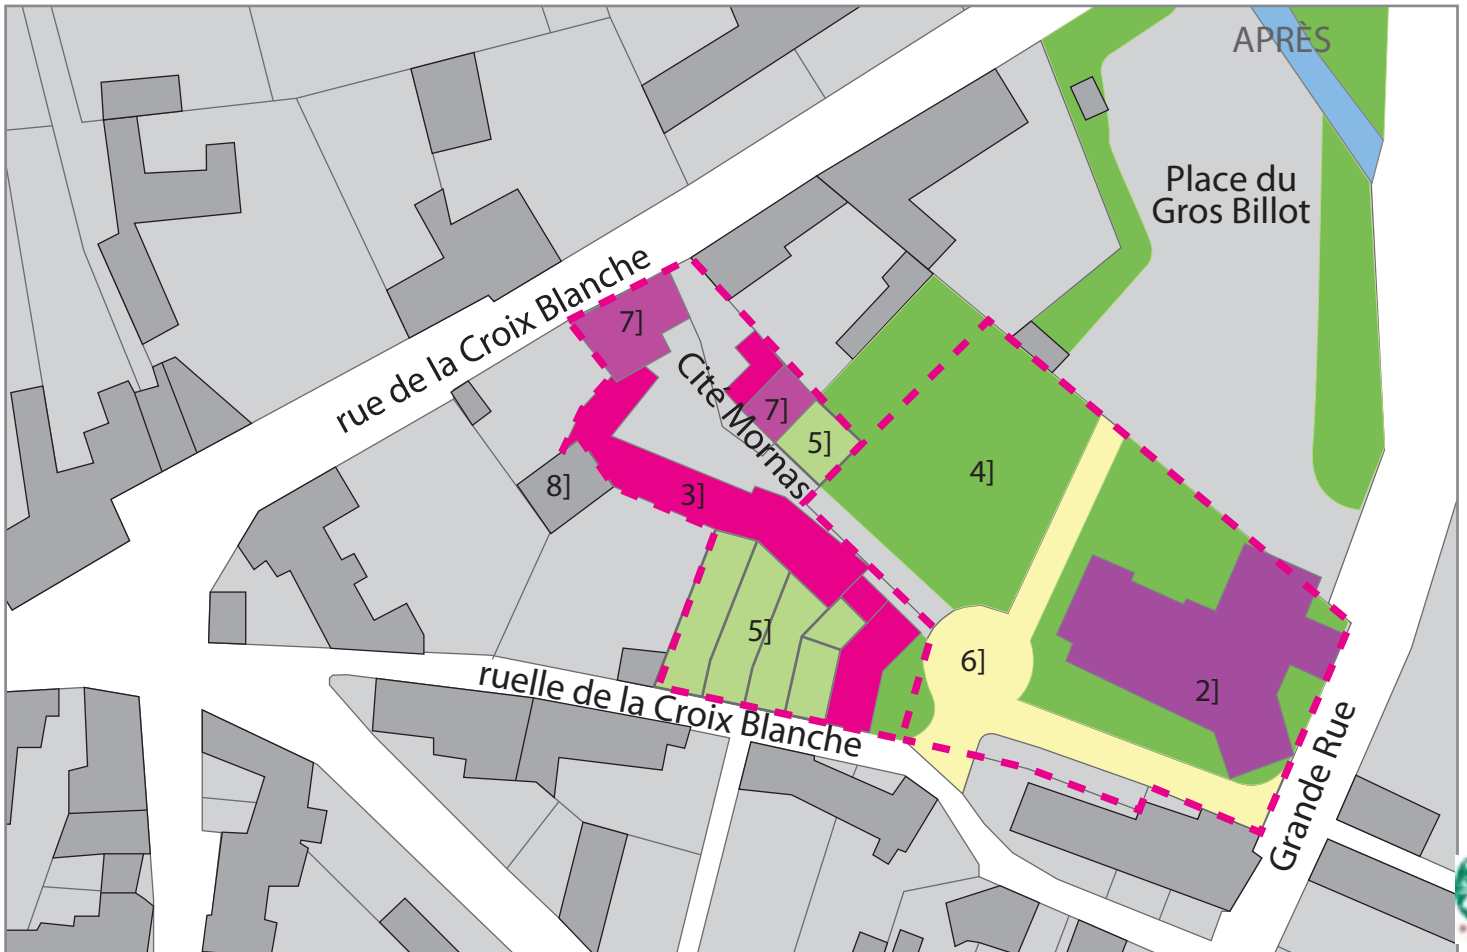 APRÈS
Place du
Gros Billot
rue de la Croix Blanche
7]
Cité Mornas
7]
5]
4]
8]
3]
5]
6]
2]
ruelle de la Croix Blanche
Grande Rue